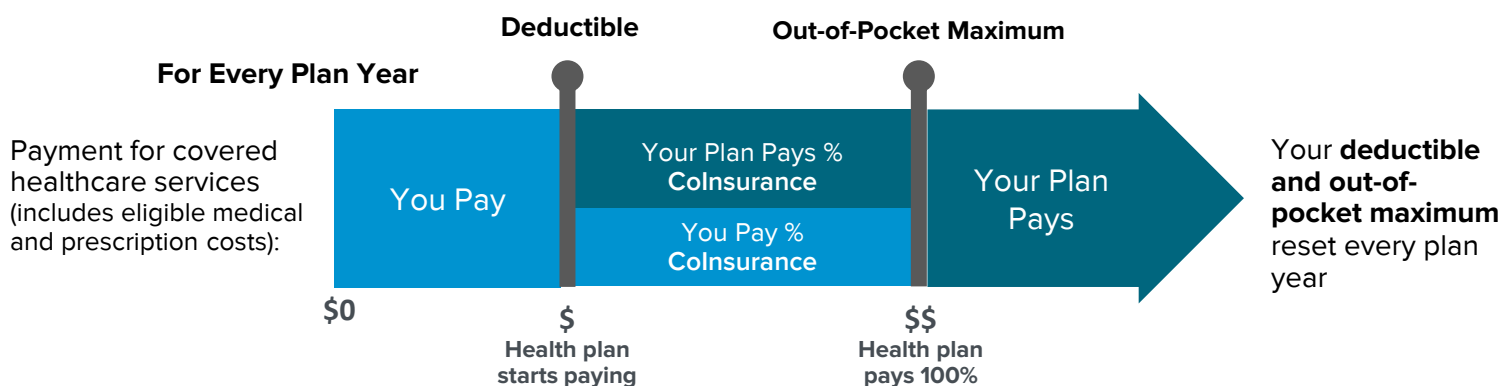 Deductible
Out-of-Pocket Maximum
For Every Plan Year
Payment for covered
healthcare services
(includes eligible medical
and prescription costs):
You Pay
Your Plan Pays %
CoInsurance
You Pay %
CoInsurance
Your Plan
Pays
Your deductible
and out-of-
pocket maximum
reset every plan
year
$0
$
Health plan
starts paying
$$
Health plan
pays 100%